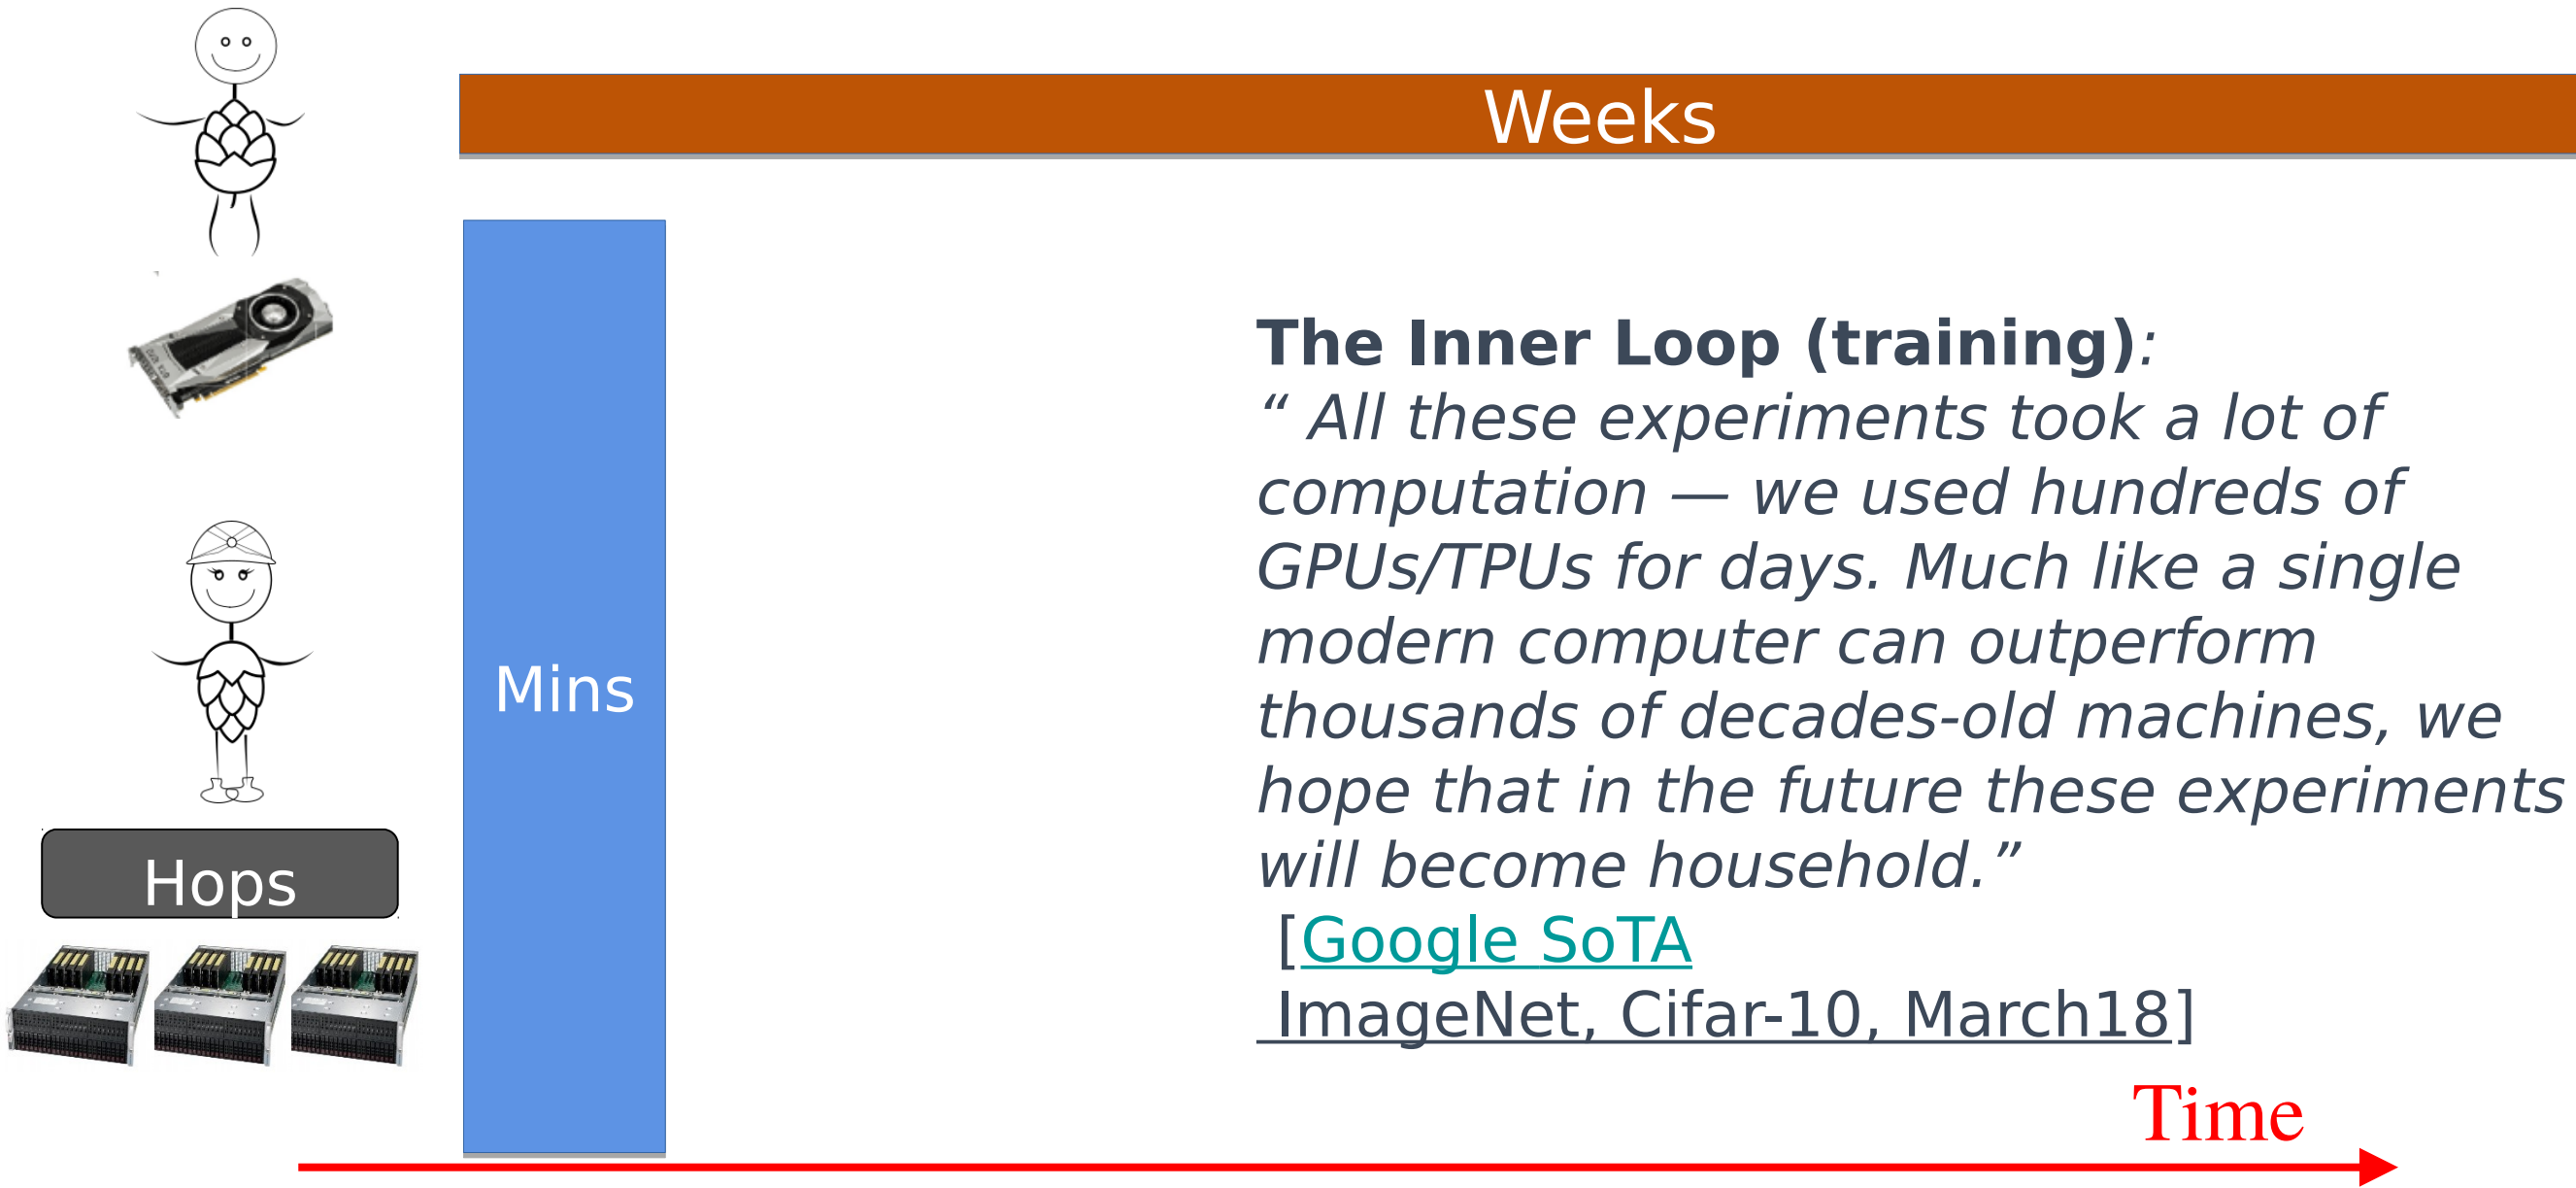 Weeks
The Inner Loop (training):
“ All these experiments took a lot of
computation — we used hundreds of
GPUs/TPUs for days. Much like a single
modern computer can outperform
thousands of decades-old machines, we
hope that in the future these experiments
will become household.”
[Google SoTA
ImageNet, Cifar-10, March18]
Mins
Hops
Time